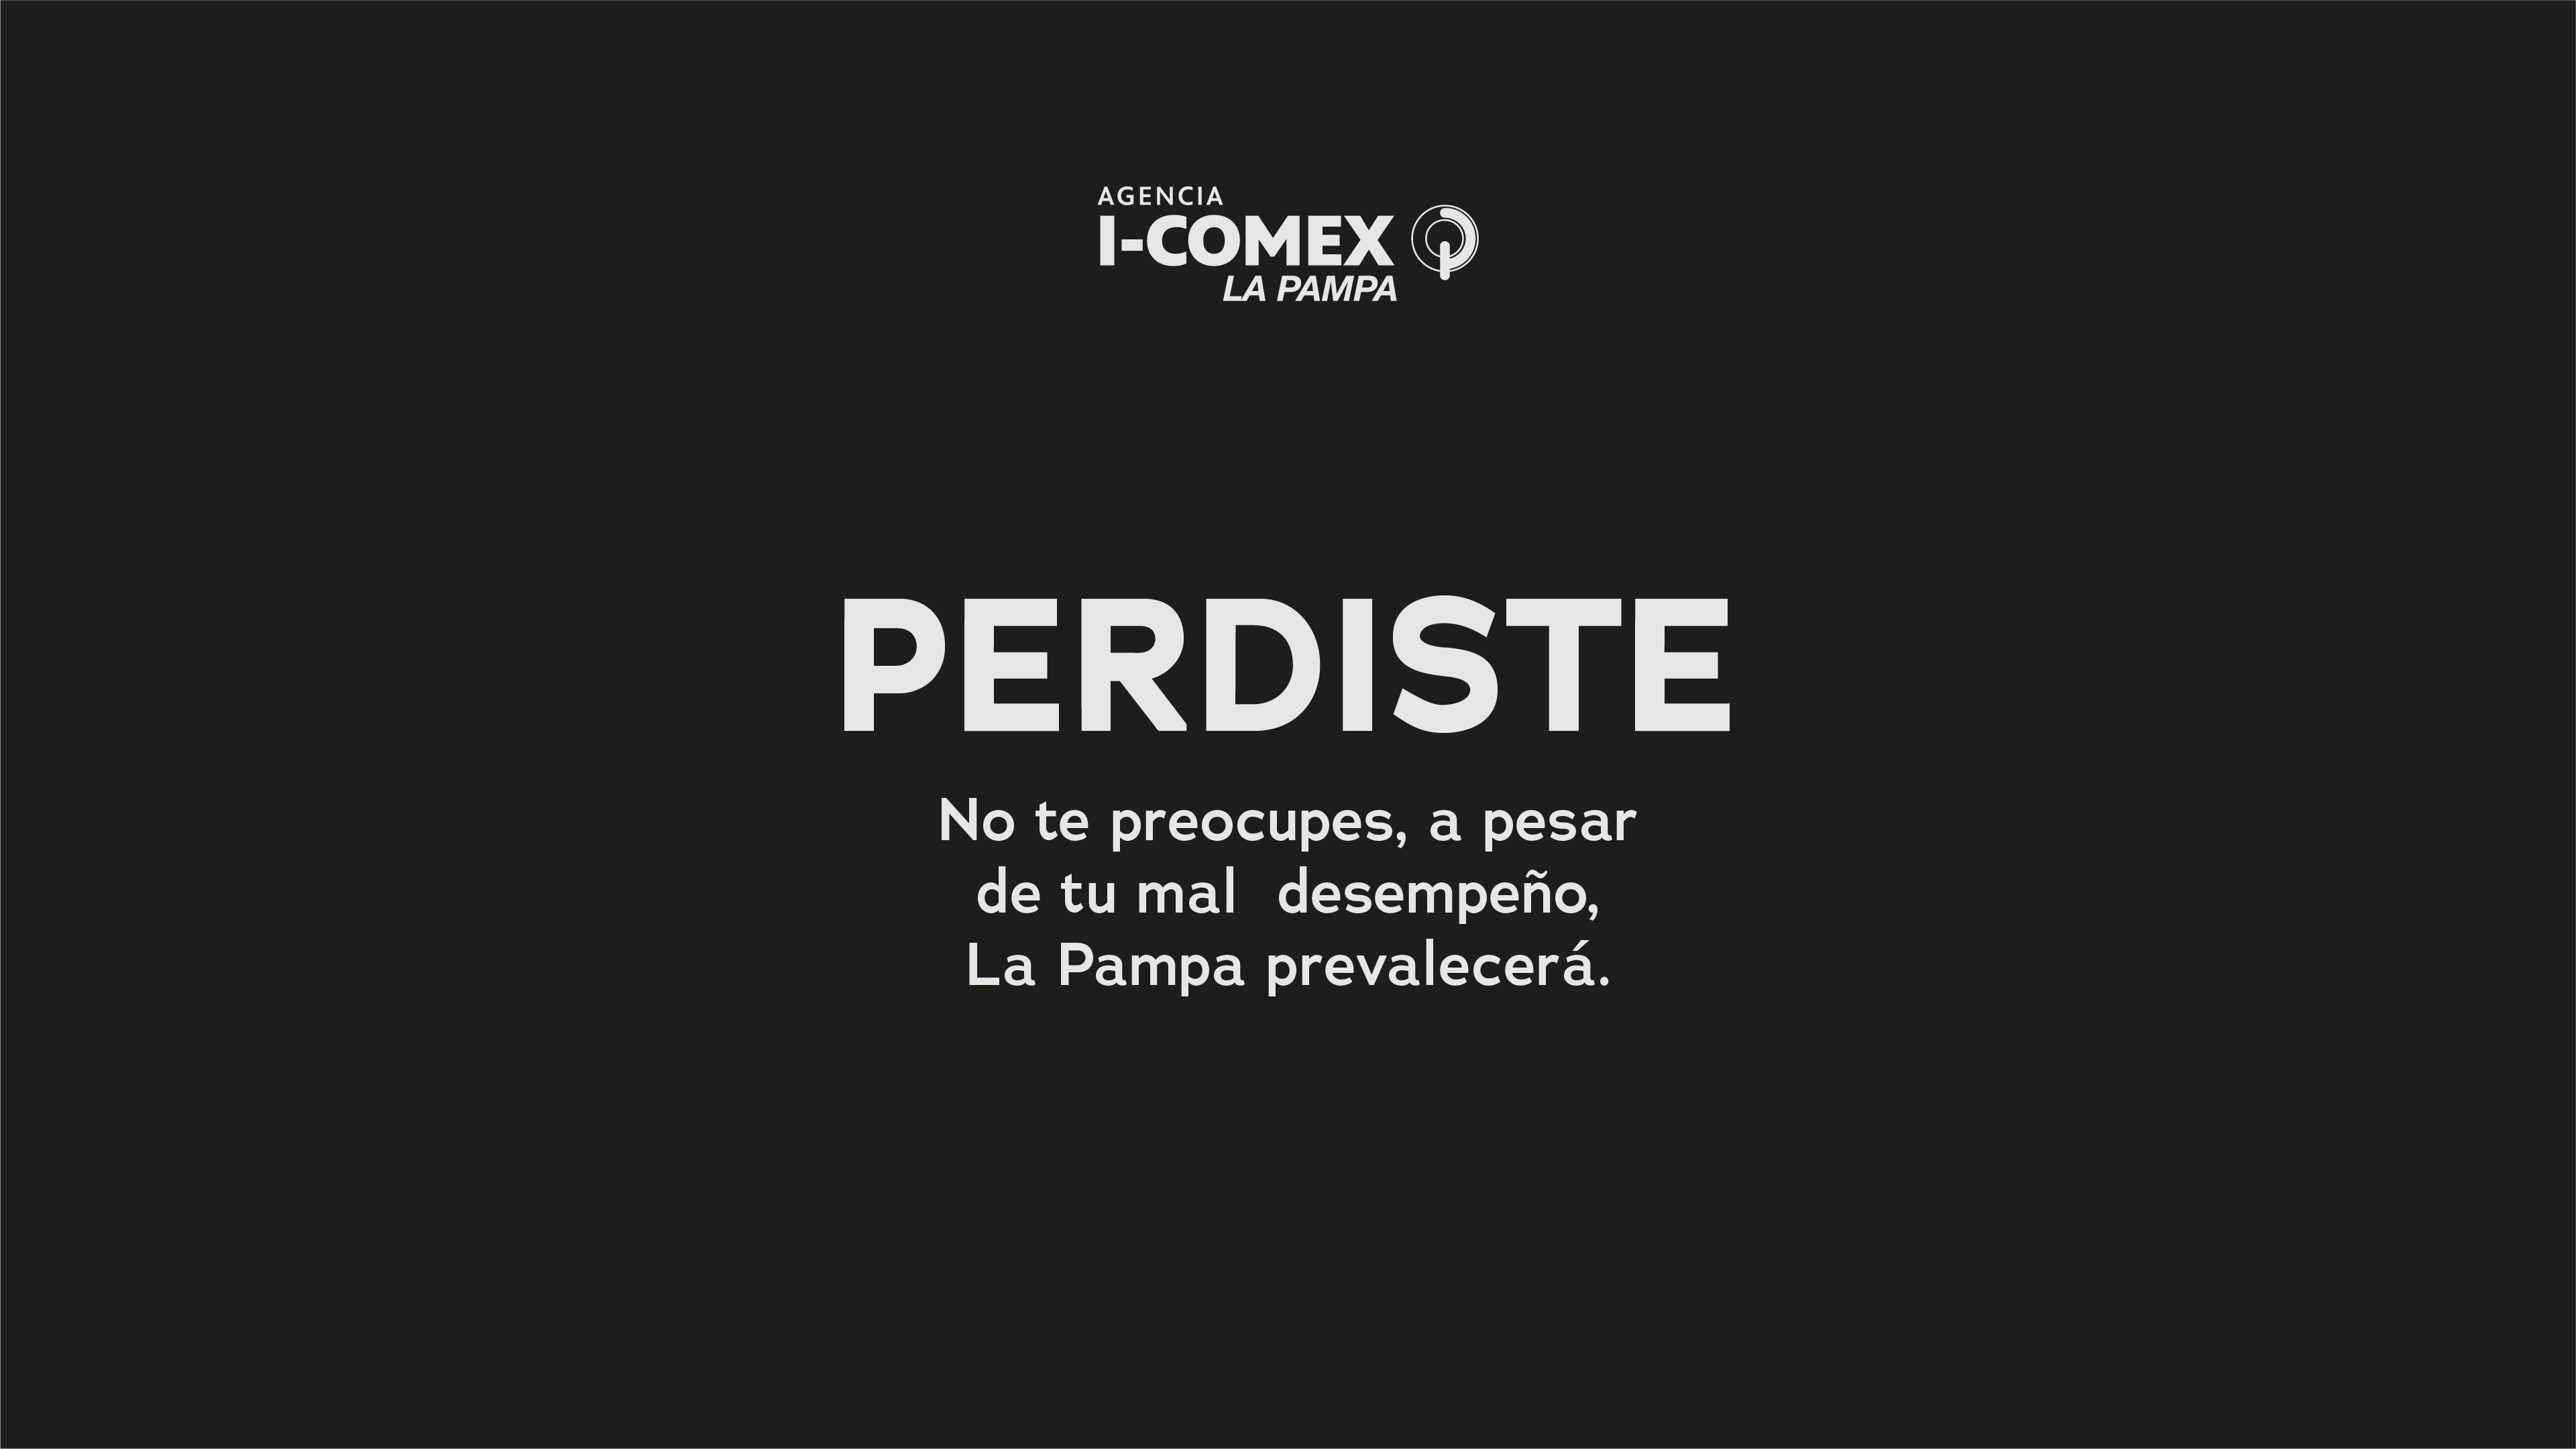 AGENCIA
I-COMEX
LA PAMPA
PERDISTE
No te preocupes, a pesar
de tu mal  desempeño,
La Pampa prevalecerá.